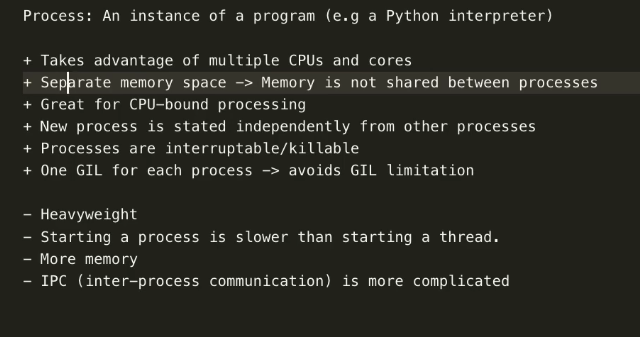 Process: An instance of a program (e.g a Python interpreter)
+ Takes advantage of multiple CPUs and cores
+ Separate memory space -> Memory is not shared between processes
+ Great for CPU-bound processing
+ New process is stated independently from other processes
+ Processes are interruptable/killable
+ One GIL for each process -> avoids GIL limitation
- Heavyweight
- Starting a process is slower than starting a thread.
- More memory
- IPC (inter-process communication) is more complicated